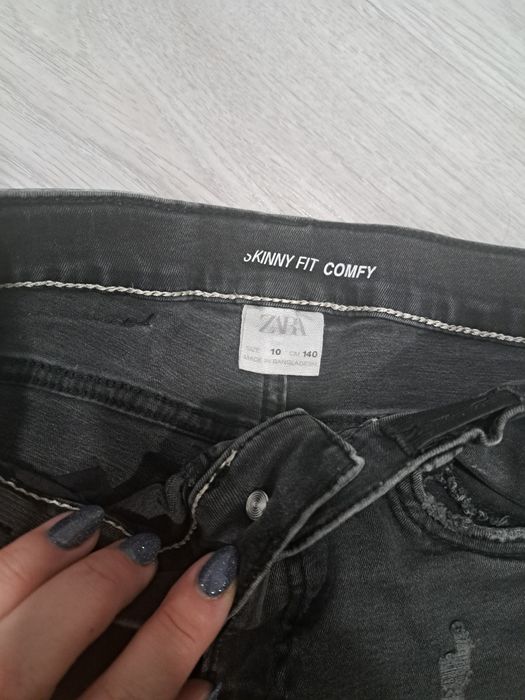 SKINNY FIT COMFY
ZARA
SIZE 10 CM 140
MADE IN BANGLADESH